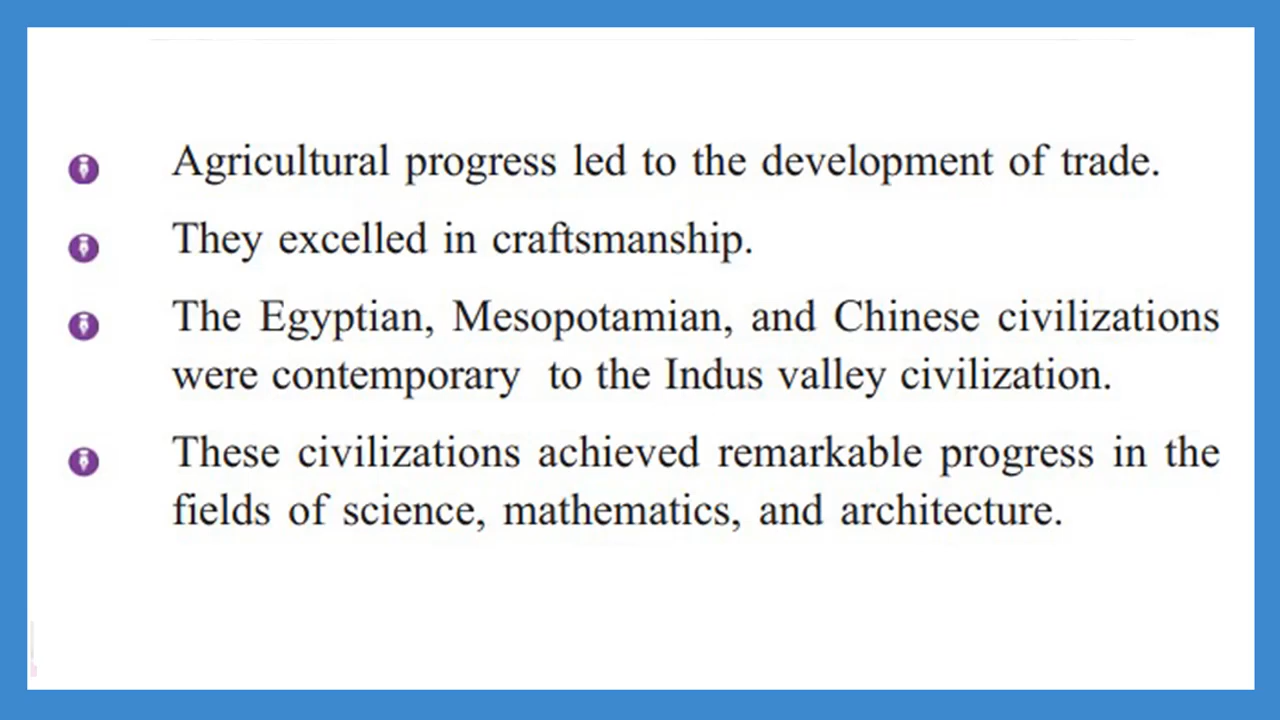 Agricultural progress led to the development of trade.
They excelled in craftsmanship.
The Egyptian, Mesopotamian, and Chinese civilizations
were contemporary to the Indus valley civilization.
These civilizations achieved remarkable progress in the
fields of science, mathematics, and architecture.